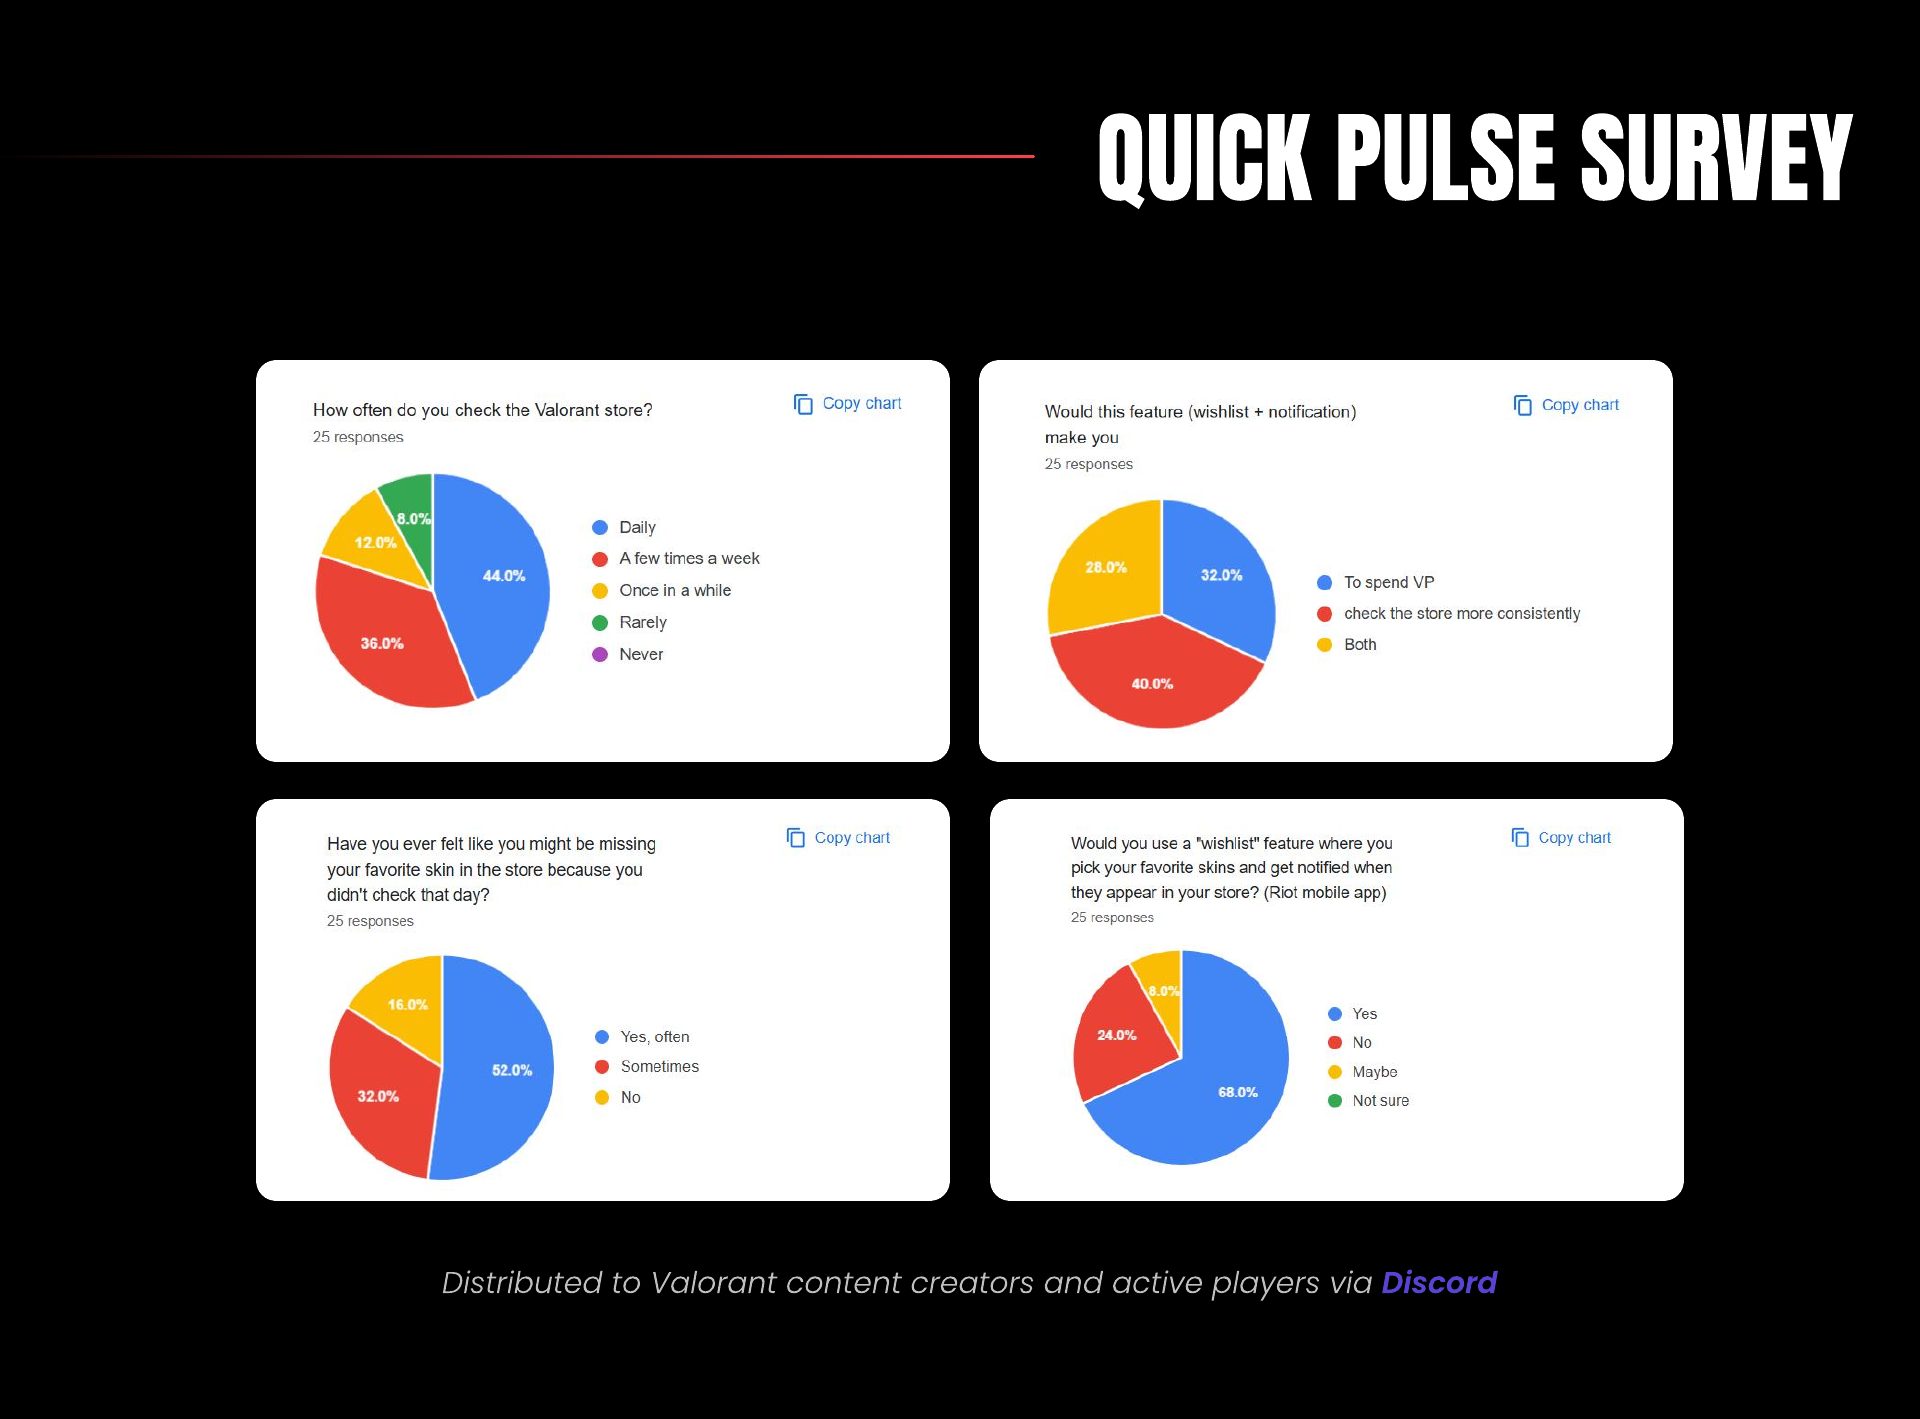 QUICK PULSE SURVEY
How often do you check the Valorant store?
Copy chart
25 responses
8.0%
12.0%
44.0%
36.0%
Daily
A few times a week
Once in a while
Rarely
Never
Would this feature (wishlist + notification)
make you
Copy chart
25 responses
28.0%
32.0%
40.0%
To spend VP
check the store more consistently
Both
Have you ever felt like you might be missing
your favorite skin in the store because you
didn't check that day?
Copy chart
25 responses
16.0%
52.0%
32.0%
Yes, often
Sometimes
No
Would you use a "wishlist" feature where you
pick your favorite skins and get notified when
they appear in your store? (Riot mobile app)
Copy chart
25 responses
8.0%
24.0%
68.0%
Yes
No
Maybe
Not sure
Distributed to Valorant content creators and active players via Discord